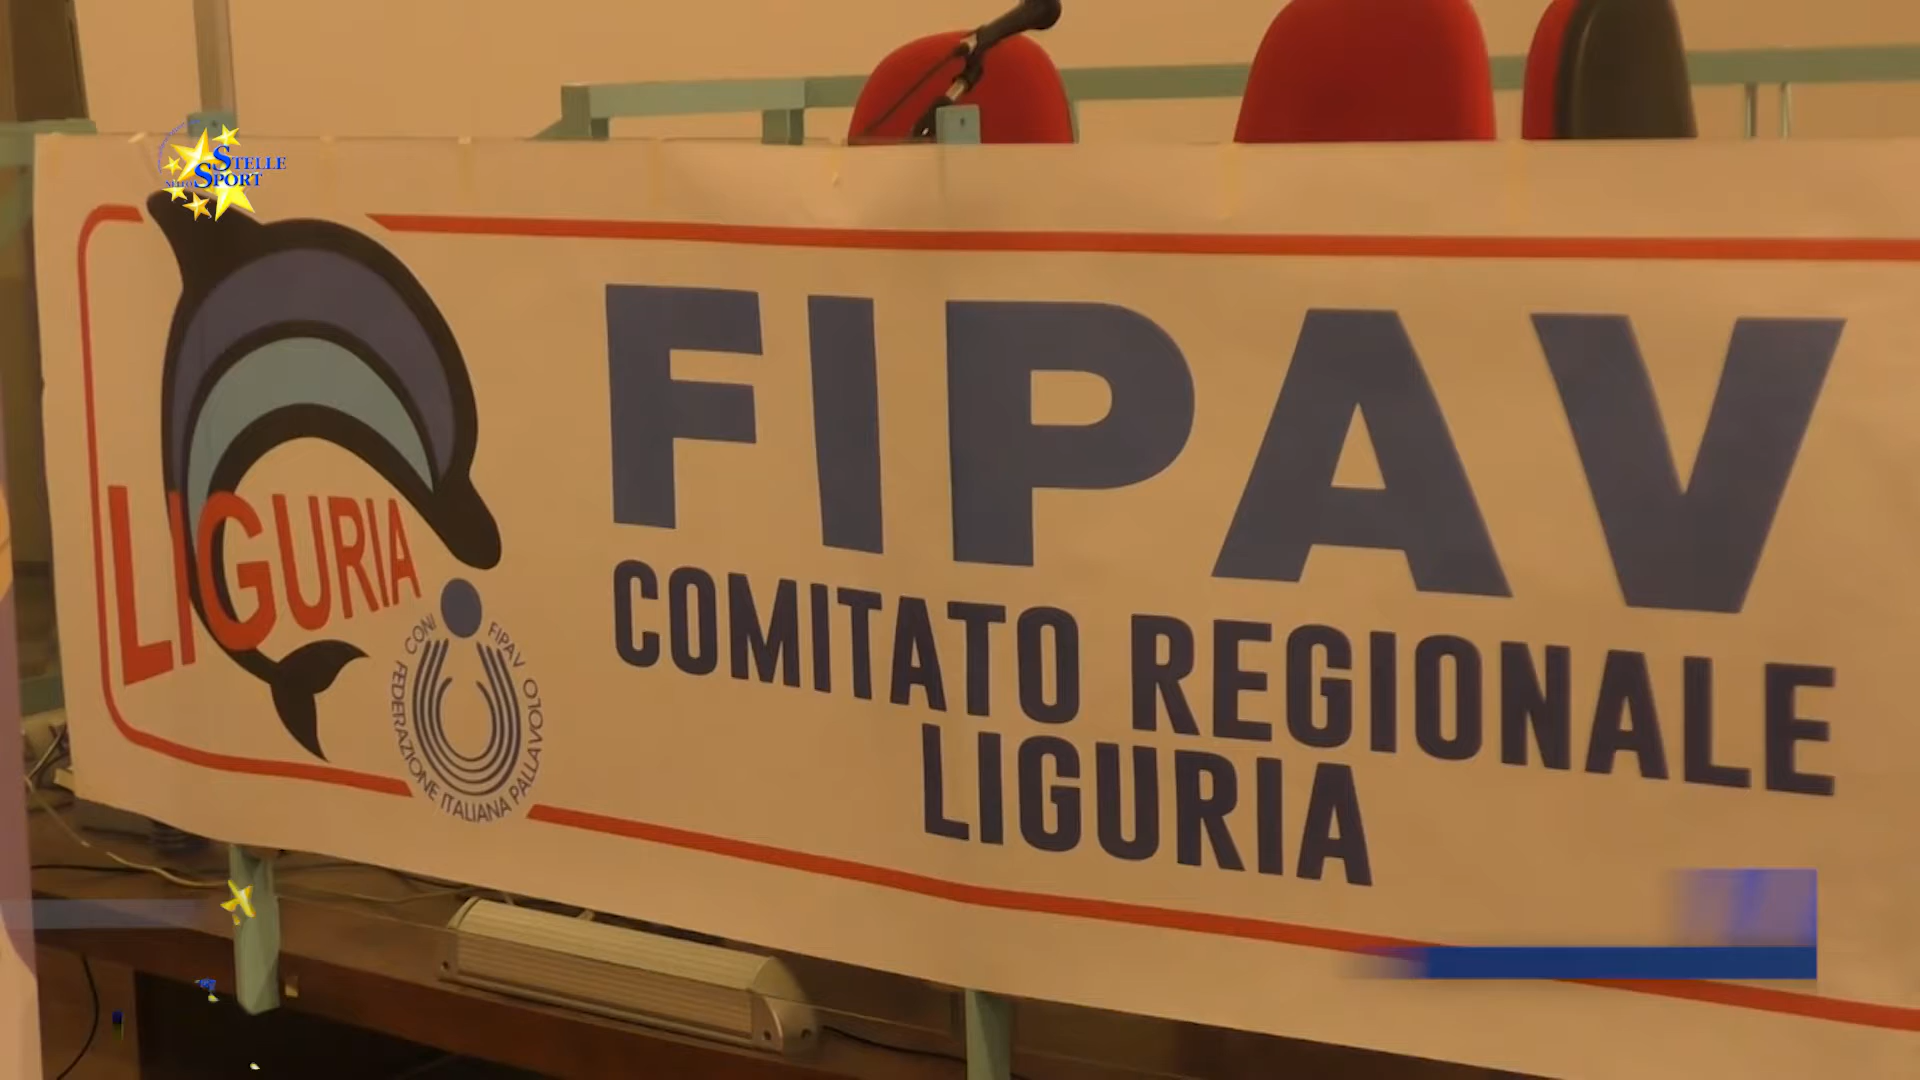 STELLE
NELLO SPORT
FIPAV
LIGURIA
COMITATO REGIONALE
LIGURIA
CONI FIPAV
FEDERAZIONE ITALIANA PALLAVOLO